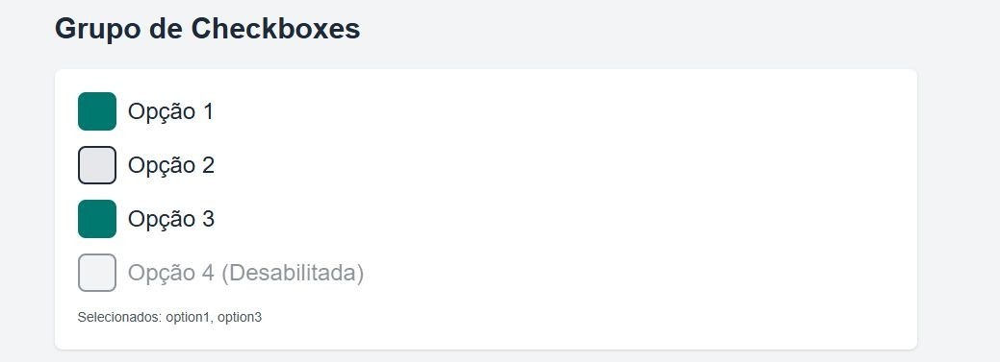 Grupo de Checkboxes
Opção 1
Opção 2
Opção 3
Opção 4 (Desabilitada)
Selecionados: option1, option3